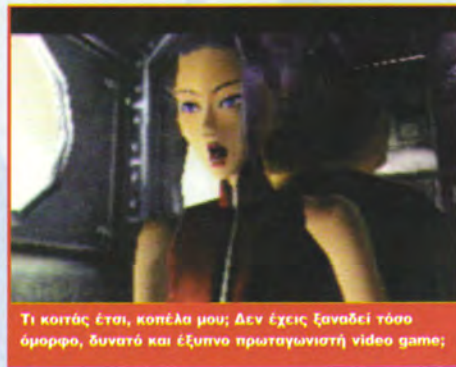 Τι κοιτάς έτσι, κοπέλα μου; Δεν έχεις ξαναδεί τόσο
όμορφο, δυνατό και έξυπνο πρωταγωνιστή video game;